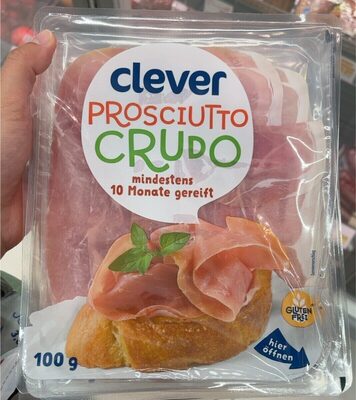 clever
PROSCIUTTO
CRUDO
mindestens
10 Monate gereift
GLUTEN
FREI
100 g
hier
öffnen